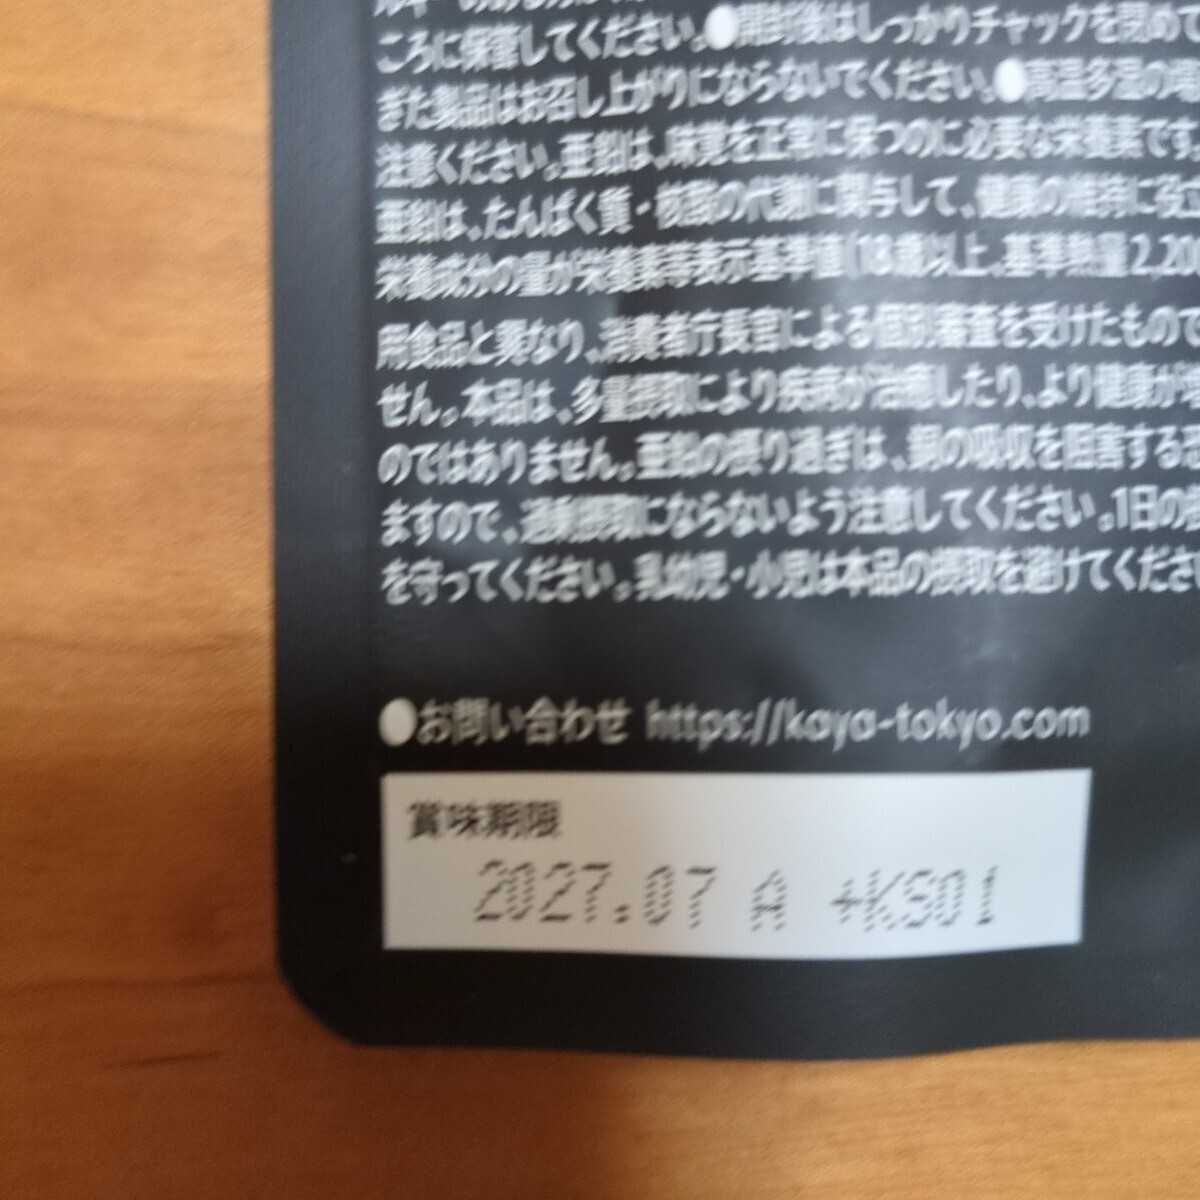 ころに保管してください。●開封後はしっかりチャックを閉めて
ぎた製品はお召し上がりにならないでください。●高温多湿の場
注意ください。亜鉛は、味覚を正常に保つのに必要な栄養素です。
亜鉛は、たんぱく質・核酸の代謝に関与して、健康の維持に役立
栄養成分の量が栄養素等表示基準値(18歳以上、基準熱量2,20
用食品と異なり、消費者庁長官による個別審査を受けたもので
せん。本品は、多量摂取により疾病が治癒したり、より健康が増
のではありません。亜鉛の摂り過ぎは、銅の吸収を阻害する恐
ますので、過剰摂取にならないよう注意してください。1日の摂
を守ってください。乳幼児・小児は本品の摂取を避けてくださ
●お問い合わせ https://kaya-tokyo.com
賞味期限
2027.07 A +KS01